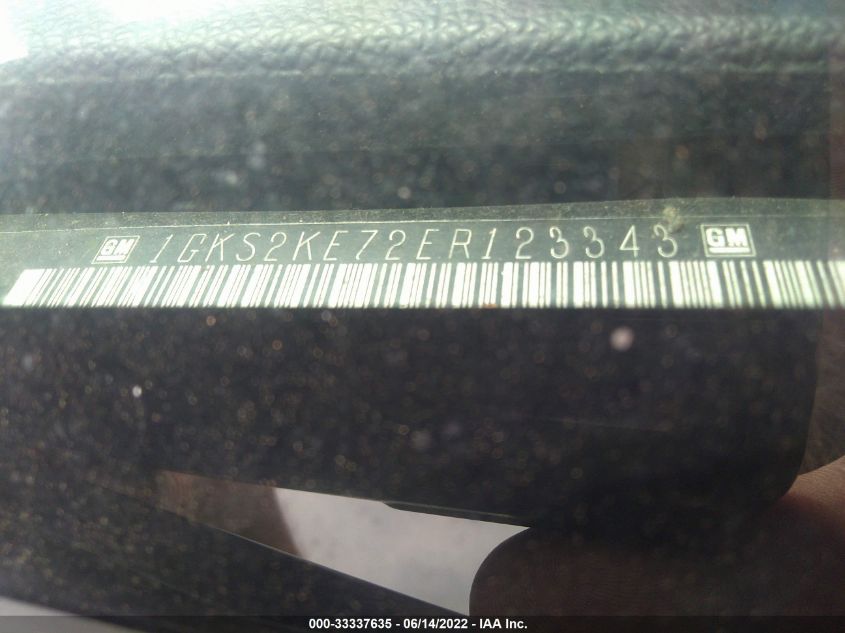 GM 1GKS2KE72ER123343 GM
000-33337635 - 06/14/2022 - IAA Inc.